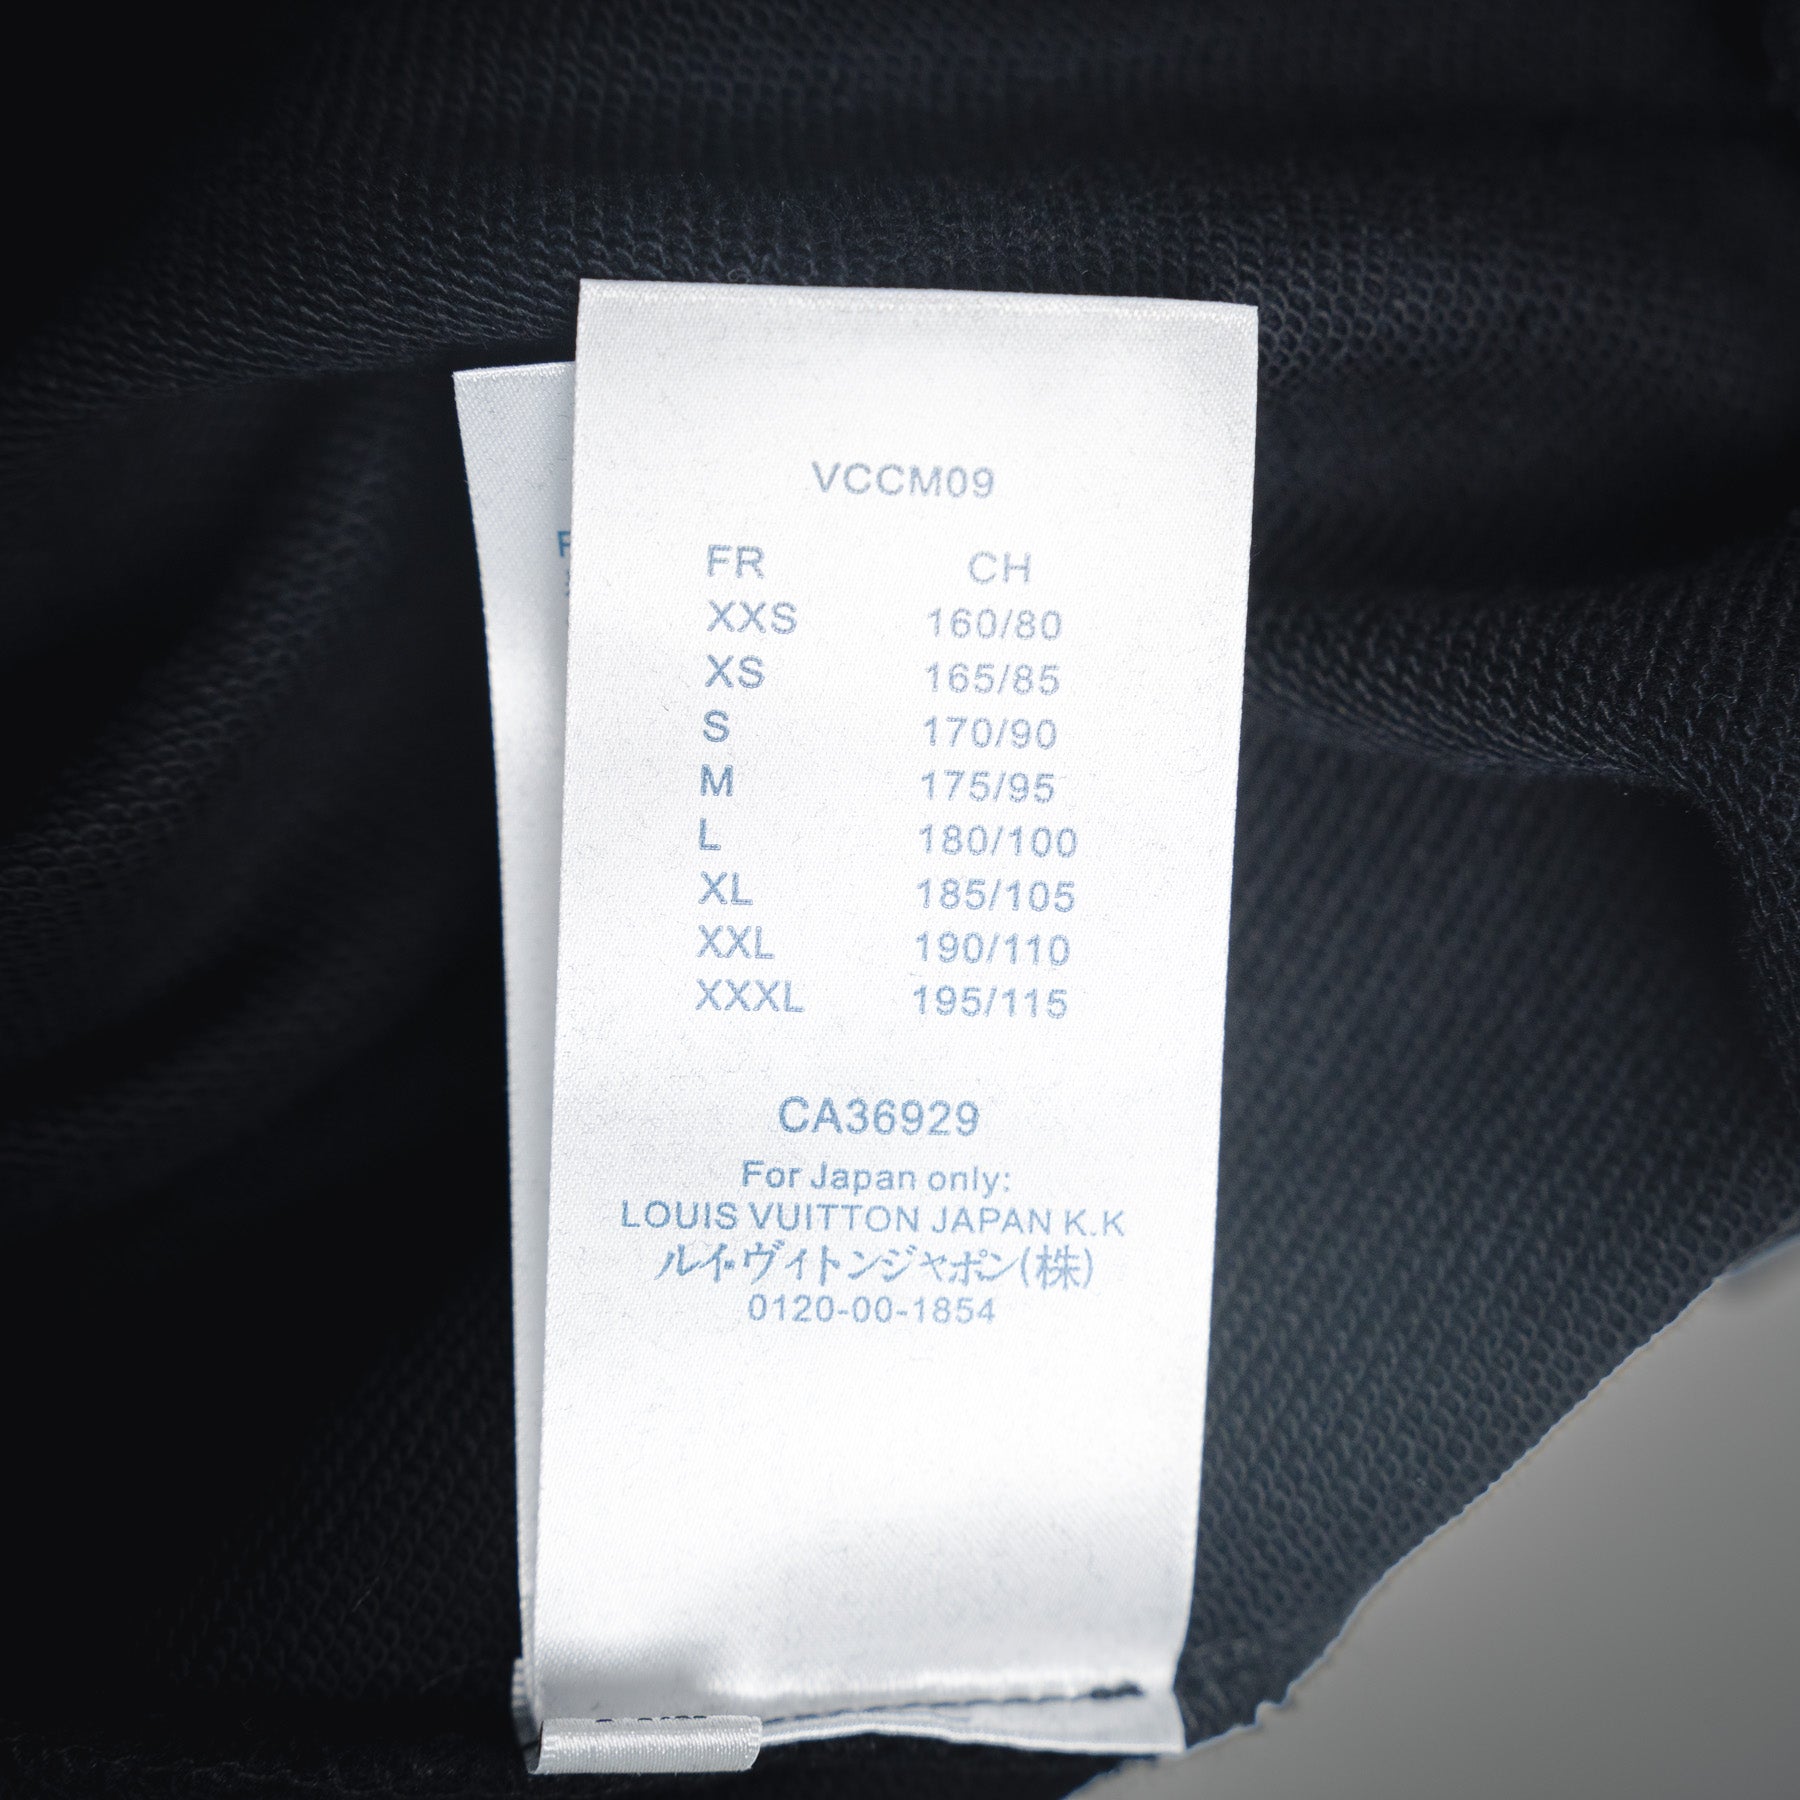 VCCM09
FR CH
XXS 160/80
XS 165/85
S 170/90
M 175/95
L 180/100
XL 185/105
XXL 190/110
XXXL 195/115
CA36929
For Japan only:
LOUIS VUITTON JAPAN K.K
ルイ・ヴィトンジャポン(株)
0120-00-1854